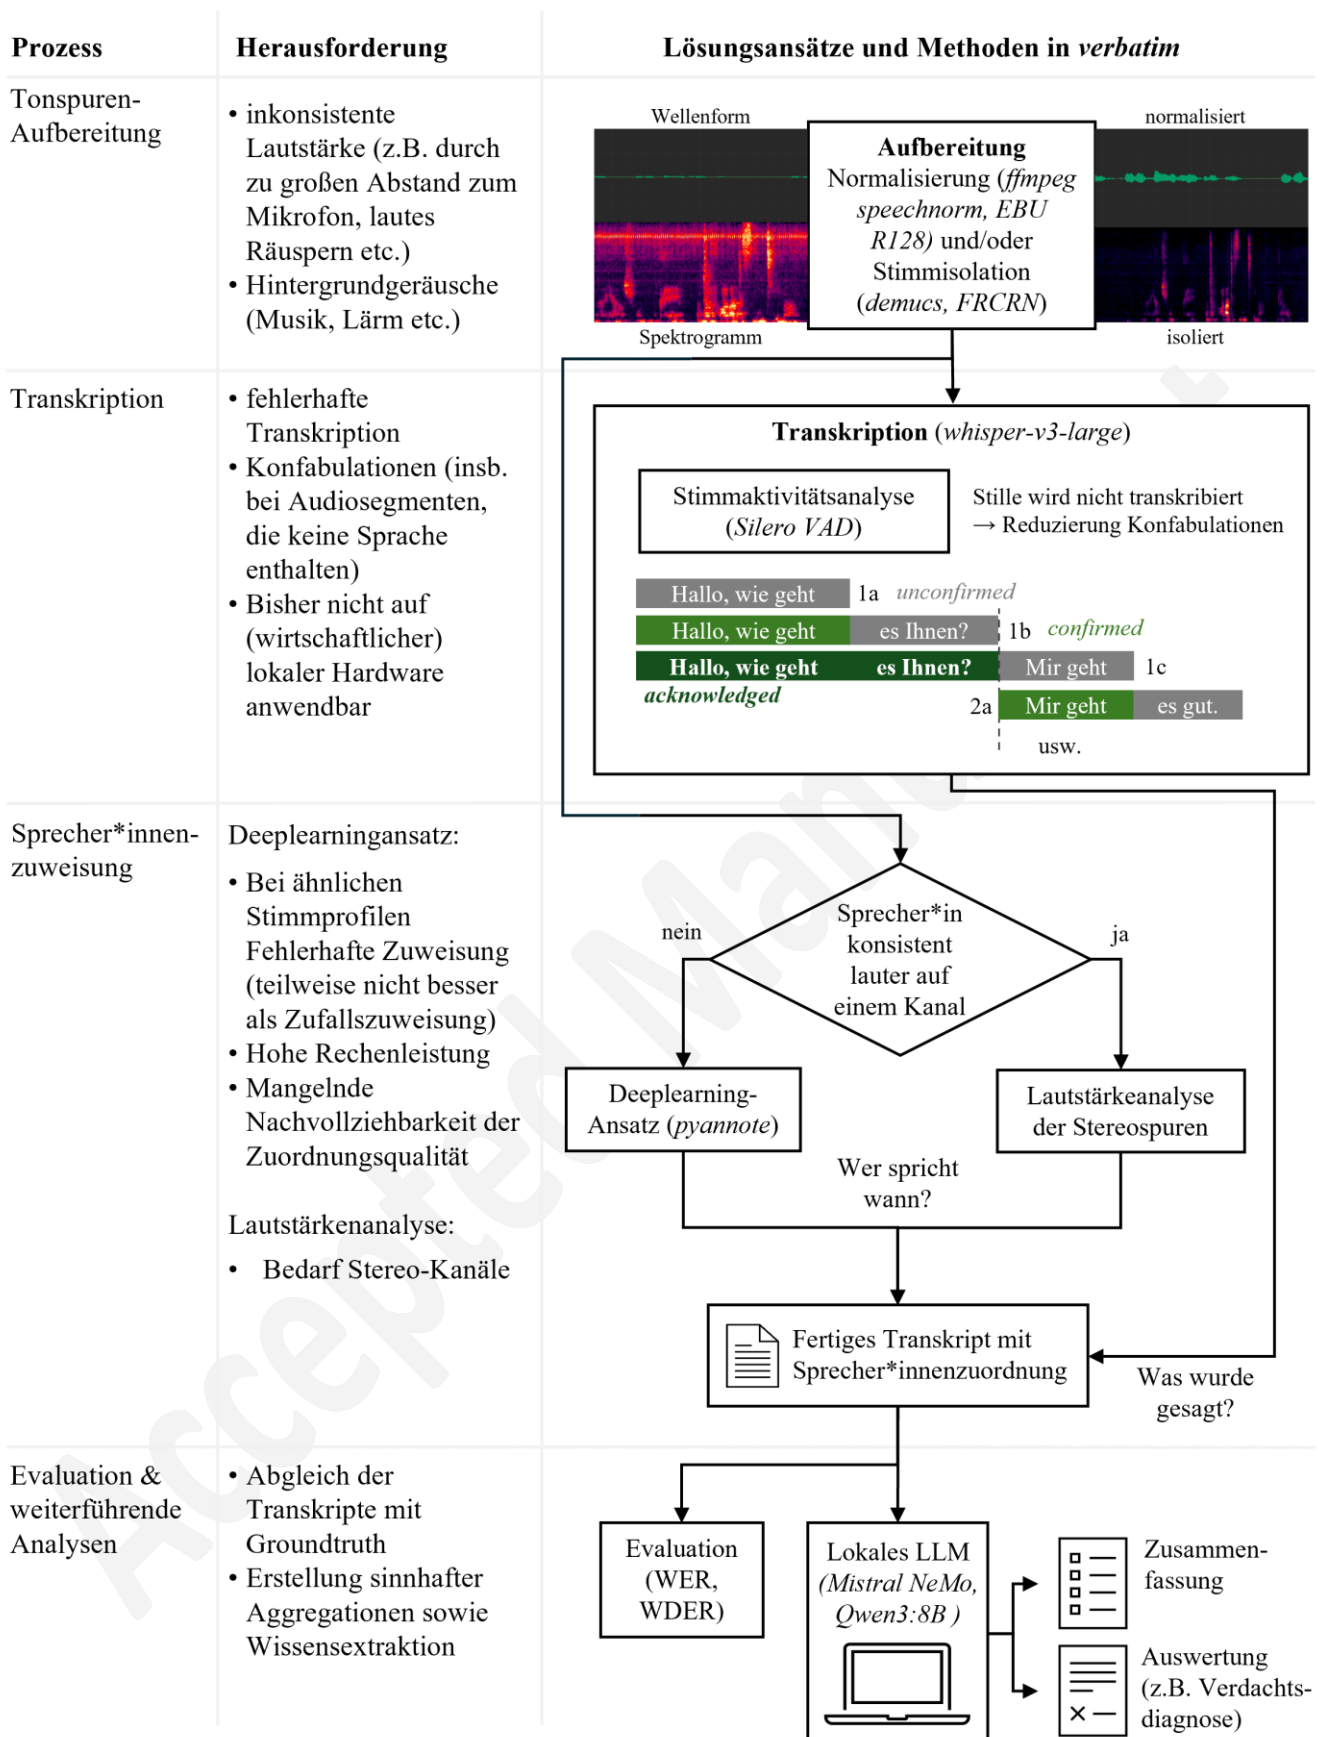 Prozess
Herausforderung
Lösungsansätze und Methoden in verbatim
Tonspuren-
Aufbereitung
• inkonsistente
Lautstärke (z.B. durch
zu großen Abstand zum
Mikrofon, lautes
Räuspern etc.)
• Hintergrundgeräusche
(Musik, Lärm etc.)
Wellenform
Spektrogramm
Aufbereitung
Normalisierung (ffmpeg
speechnorm, EBU
R128) und/oder
Stimmisolation
(demucs, FRCRN)
normalisiert
isoliert
Transkription
• fehlerhafte
Transkription
• Konfabulationen (insb.
bei Audiosegmenten,
die keine Sprache
enthalten)
• Bisher nicht auf
(wirtschaftlicher)
lokaler Hardware
anwendbar
Transkription (whisper-v3-large)
Stimmaktivitätsanalyse
(Silero VAD)
Stille wird nicht transkribiert
→ Reduzierung Konfabulationen
Hallo, wie geht 1a unconfirmed
Hallo, wie geht es Ihnen? 1b confirmed
Hallo, wie geht es Ihnen? Mir geht 1c
acknowledged
2a Mir geht es gut.
usw.
Sprecher*innen-
zuweisung
Deeplearningansatz:
• Bei ähnlichen
Stimmprofilen
Fehlerhafte Zuweisung
(teilweise nicht besser
als Zufallszuweisung)
• Hohe Rechenleistung
• Mangelnde
Nachvollziehbarkeit der
Zuordnungsqualität
Lautstärkenanalyse:
• Bedarf Stereo-Kanäle
Sprecher*in
konsistent
lauter auf
einem Kanal
nein
ja
Deeplearning-
Ansatz (pyannote)
Lautstärkeanalyse
der Stereospuren
Wer spricht
wann?
Fertiges Transkript mit
Sprecher*innenzuordnung
Was wurde
gesagt?
Evaluation &
weiterführende
Analysen
• Abgleich der
Transkripte mit
Groundtruth
• Erstellung sinnhafter
Aggregationen sowie
Wissensextraktion
Evaluation
(WER,
WDER)
Lokales LLM
(Mistral NeMo,
Qwen3:8B )
Zusammen-
fassung
Auswertung
(z.B. Verdachts-
diagnose)